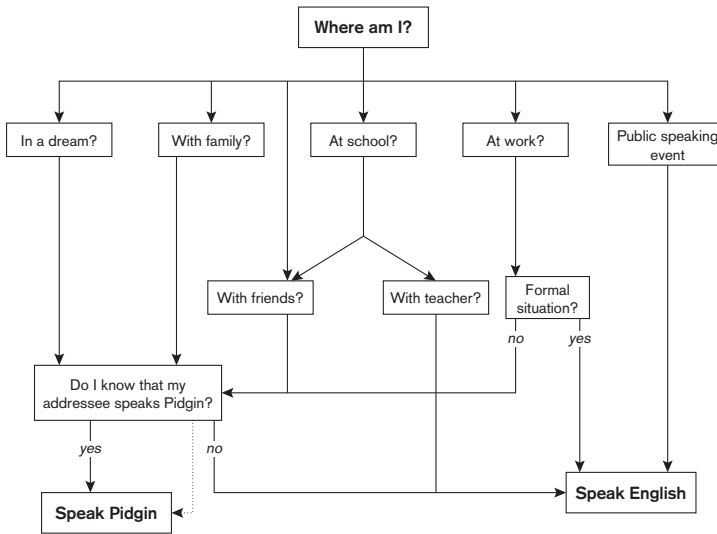 Where am I?
In a dream?
With family?
At school?
At work?
Public speaking
event
With friends?
With teacher?
Formal
situation?
no
yes
Do I know that my
addressee speaks Pidgin?
yes
no
Speak Pidgin
Speak English